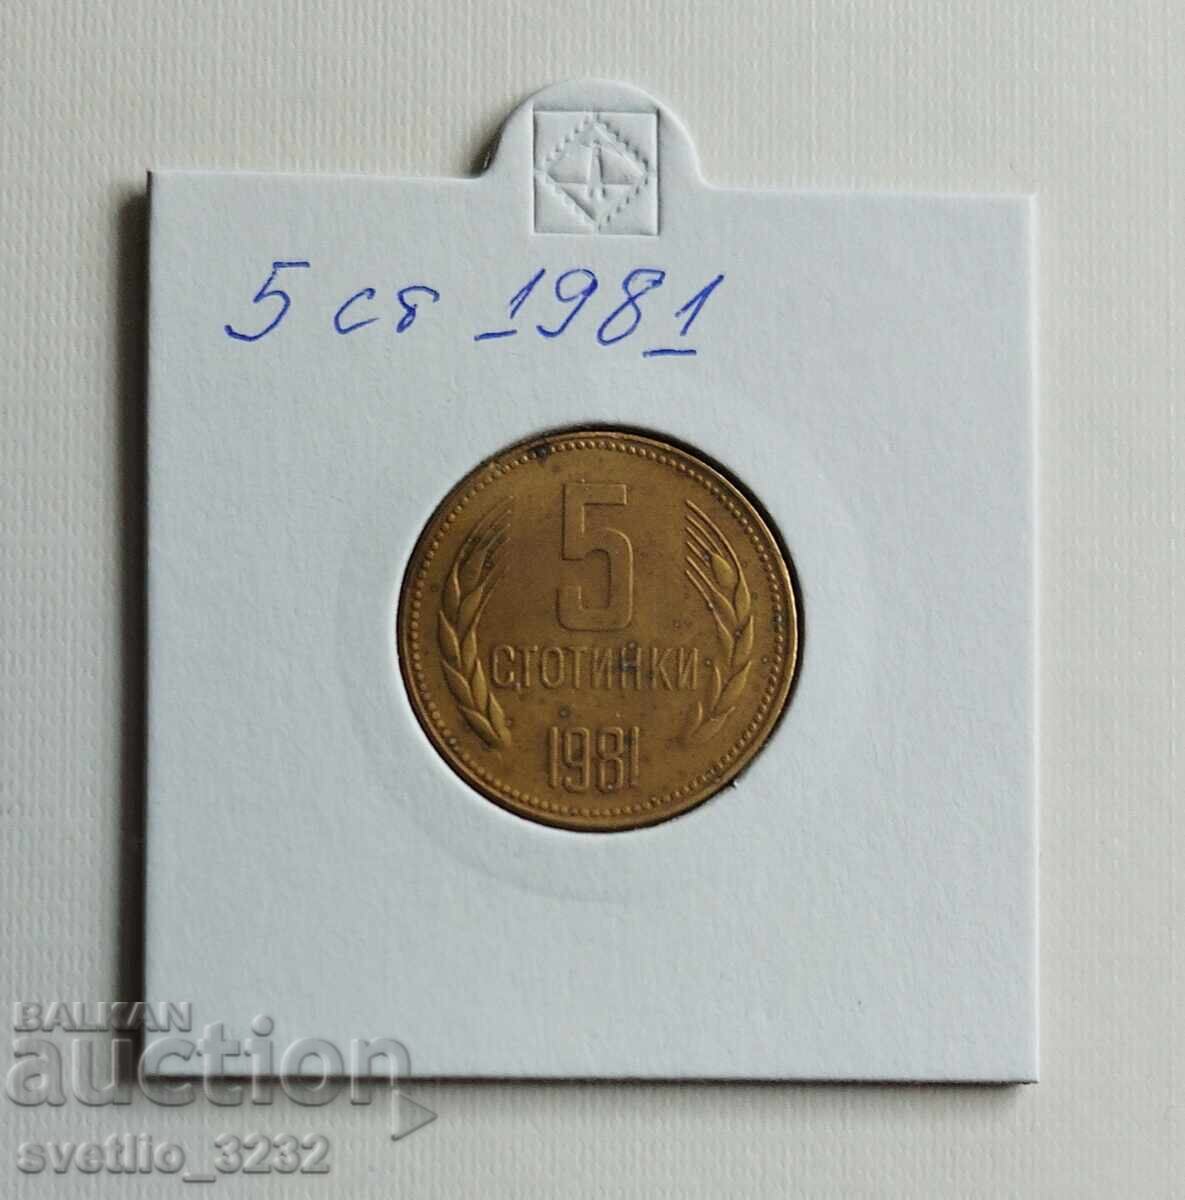 5 ст 1981
5
СТОТИНКИ
1981
BALKAN
auction
svetlio_3232